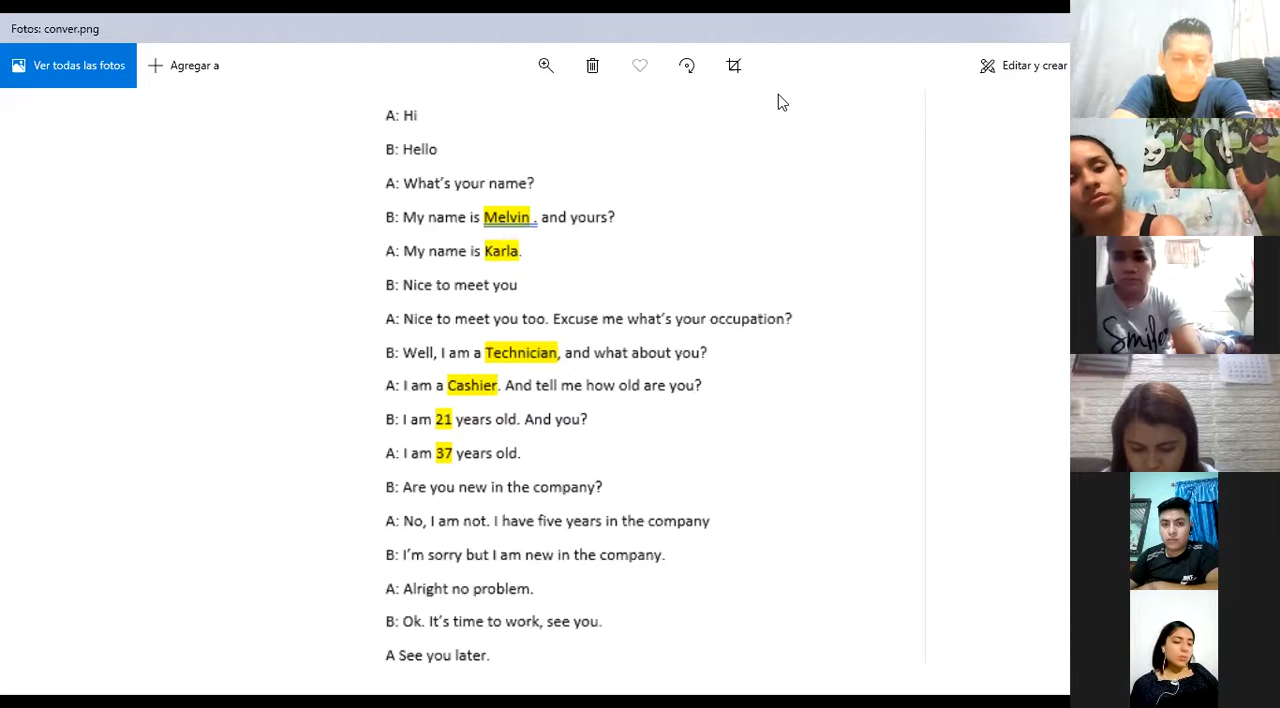 Fotos: conver.png
Ver todas las fotos
Agregar a
Editar y crear
A: Hi
B: Hello
A: What's your name?
B: My name is Melvin . and yours?
A: My name is Karla.
B: Nice to meet you
A: Nice to meet you too. Excuse me what's your occupation?
B: Well, I am a Technician, and what about you?
A: I am a Cashier. And tell me how old are you?
B: I am 21 years old. And you?
A: I am 37 years old.
B: Are you new in the company?
A: No, I am not. I have five years in the company
B: I'm sorry but I am new in the company.
A: Alright no problem.
B: Ok. It's time to work, see you.
A See you later.
Smile